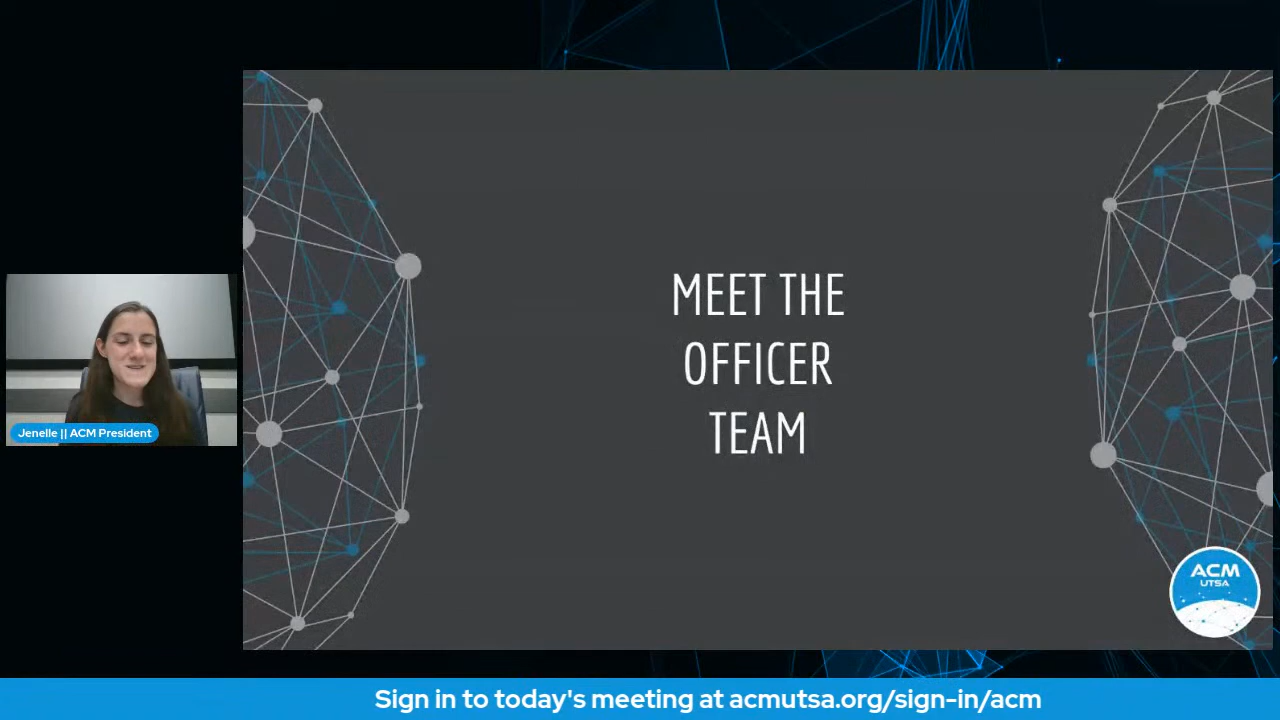 MEET THE
OFFICER
TEAM
Jenelle || ACM President
ACM
UTSA
Sign in to today's meeting at acmutsa.org/sign-in/acm